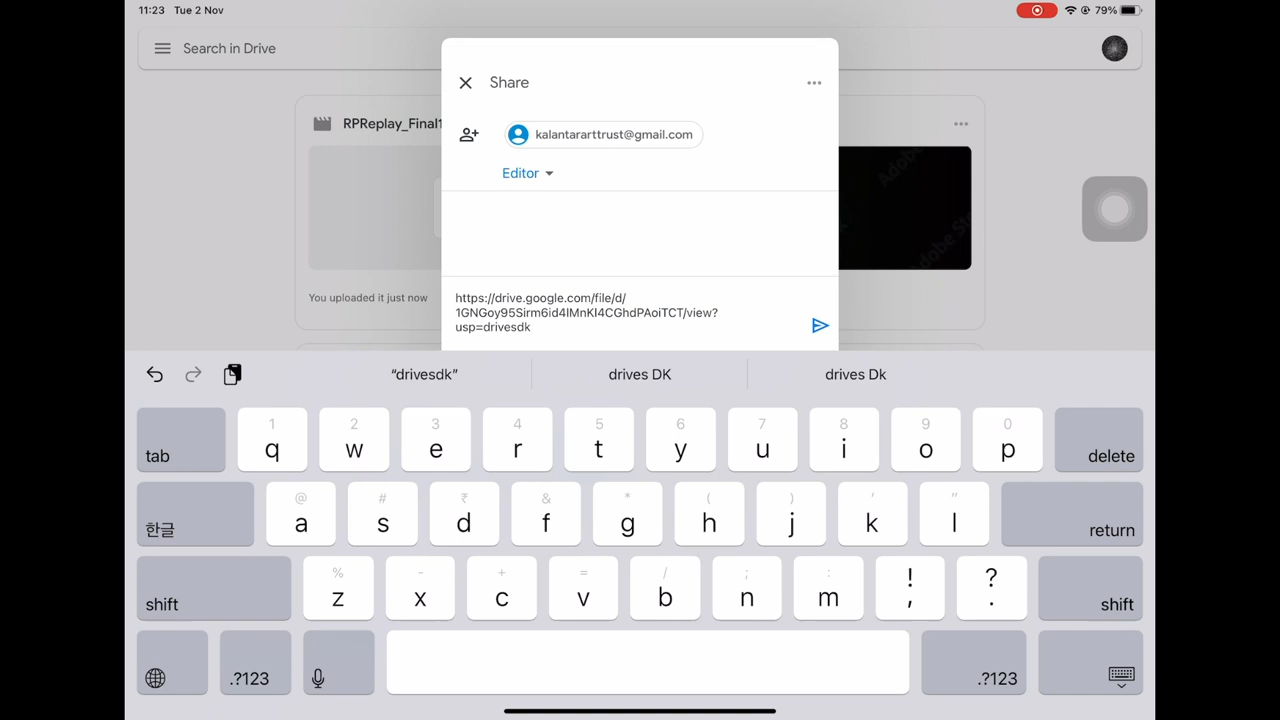 11:23 Tue 2 Nov
79%
Search in Drive
Share
RPReplay_Final1
kalantararttrust@gmail.com
Editor
You uploaded it just now
https://drive.google.com/file/d/
1GNGoy95Sirm6id4lMnKI4CGhdPAoiTCT/view?
usp=drivesdk
“drivesdk” drives DK drives Dk
1 2 3 4 5 6 7 8 9 0
tab q w e r t y u i o p delete
@ # ₹ & * ( ) ' "
한글 a s d f g h j k l return
% - + = / ; : ! ?
shift z x c v b n m , . shift
.?123 .?123